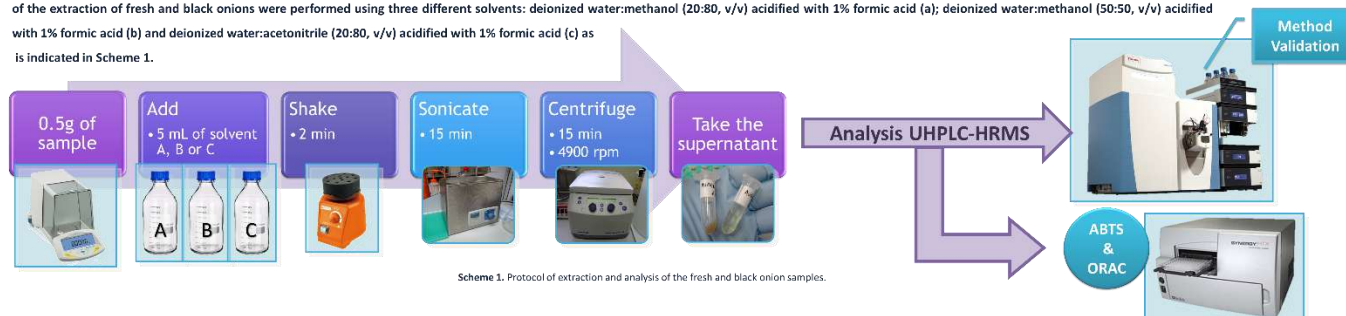 of the extraction of fresh and black onions were performed using three different solvents: deionized water:methanol (20:80, v/v) acidified with 1% formic acid (a); deionized water:methanol (50:50, v/v) acidified
with 1% formic acid (b) and deionized water:acetonitrile (20:80, v/v) acidified with 1% formic acid (c) as
is indicated in Scheme 1.
Method
Validation
0.5g of
sample
Add
• 5 mL of solvent
A, B or C
Shake
• 2 min
Sonicate
• 15 min
Centrifuge
• 15 min
• 4900 rpm
Take the
supernatant
Analysis UHPLC-HRMS
A
B
C
ABTS
&
ORAC
Scheme 1. Protocol of extraction and analysis of the fresh and black onion samples.